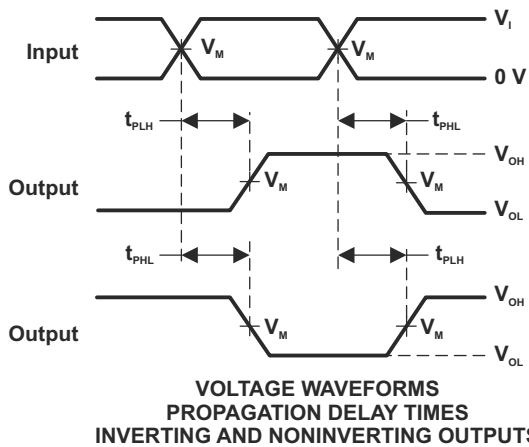 V_I
Input
V_M
V_M
0 V
t_PLH
t_PHL
V_OH
Output
V_M
V_M
V_OL
t_PHL
t_PLH
V_OH
Output
V_M
V_M
V_OL
VOLTAGE WAVEFORMS
PROPAGATION DELAY TIMES
INVERTING AND NONINVERTING OUTPUTS